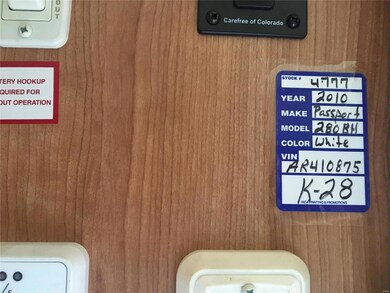 OUT
Carefree of Colorado
TERY HOOKUP
QUIRED FOR
OUT OPERATION
STOCK # 4777
YEAR 2010
MAKE Passport
MODEL 280BH
COLOR White
VIN
AR410875
K-28